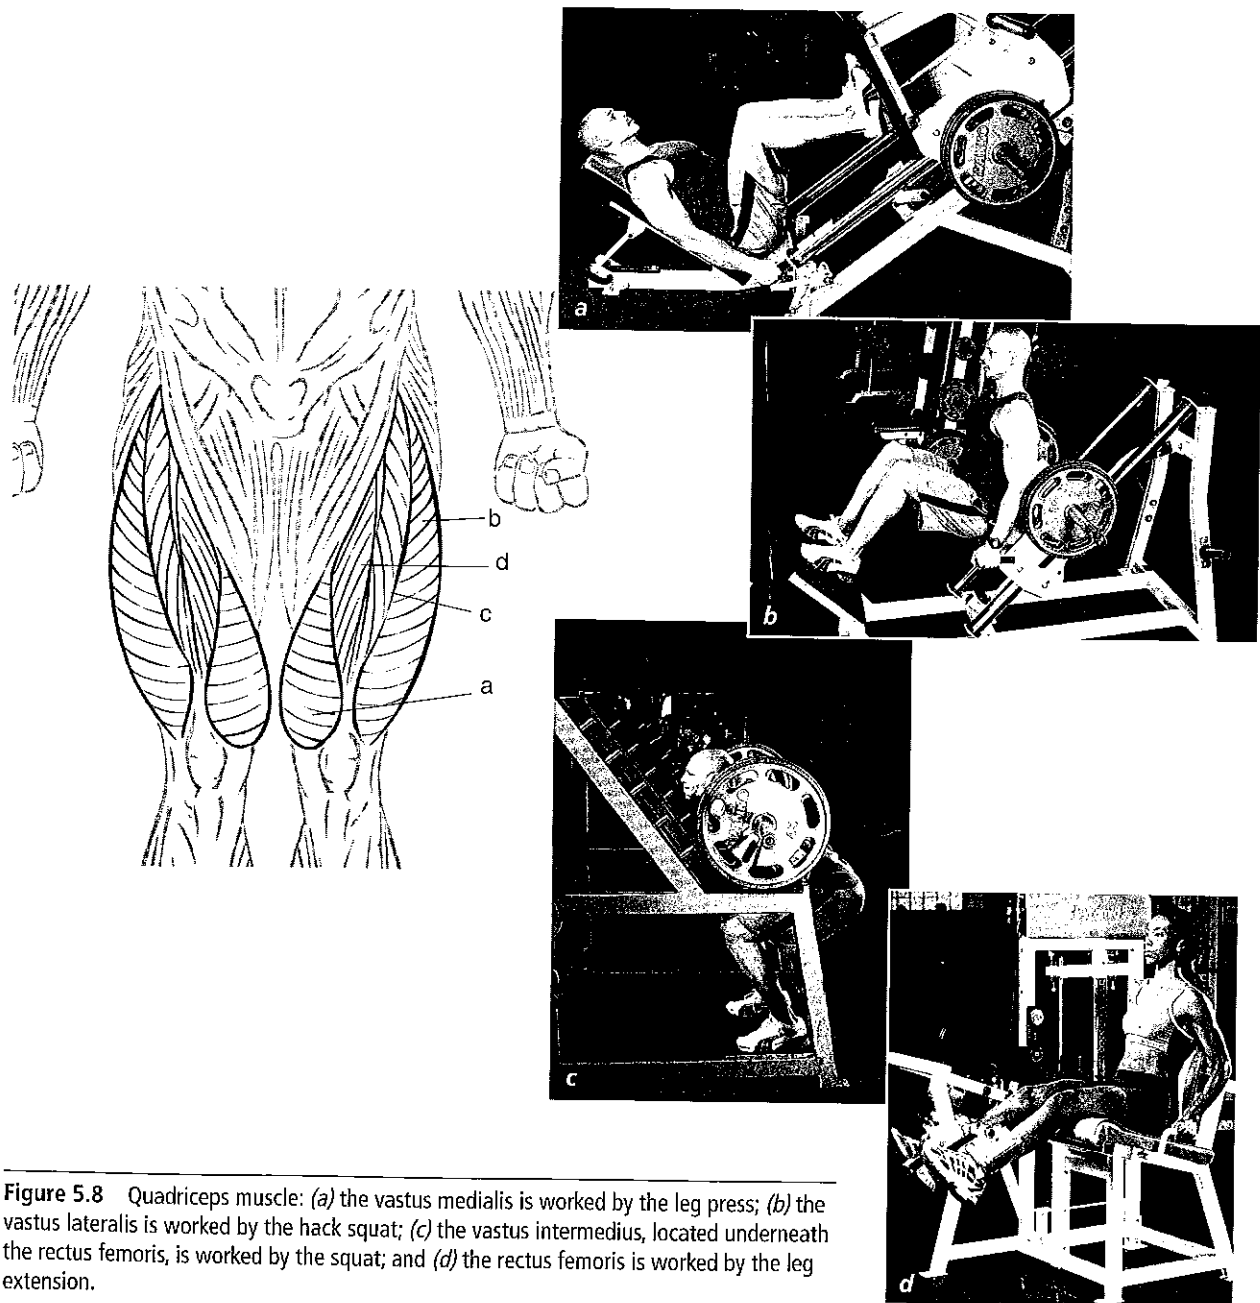 a
b
b
d
c
a
c
d
Figure 5.8 Quadriceps muscle: (a) the vastus medialis is worked by the leg press; (b) the
vastus lateralis is worked by the hack squat; (c) the vastus intermedius, located underneath
the rectus femoris, is worked by the squat; and (d) the rectus femoris is worked by the leg
extension.